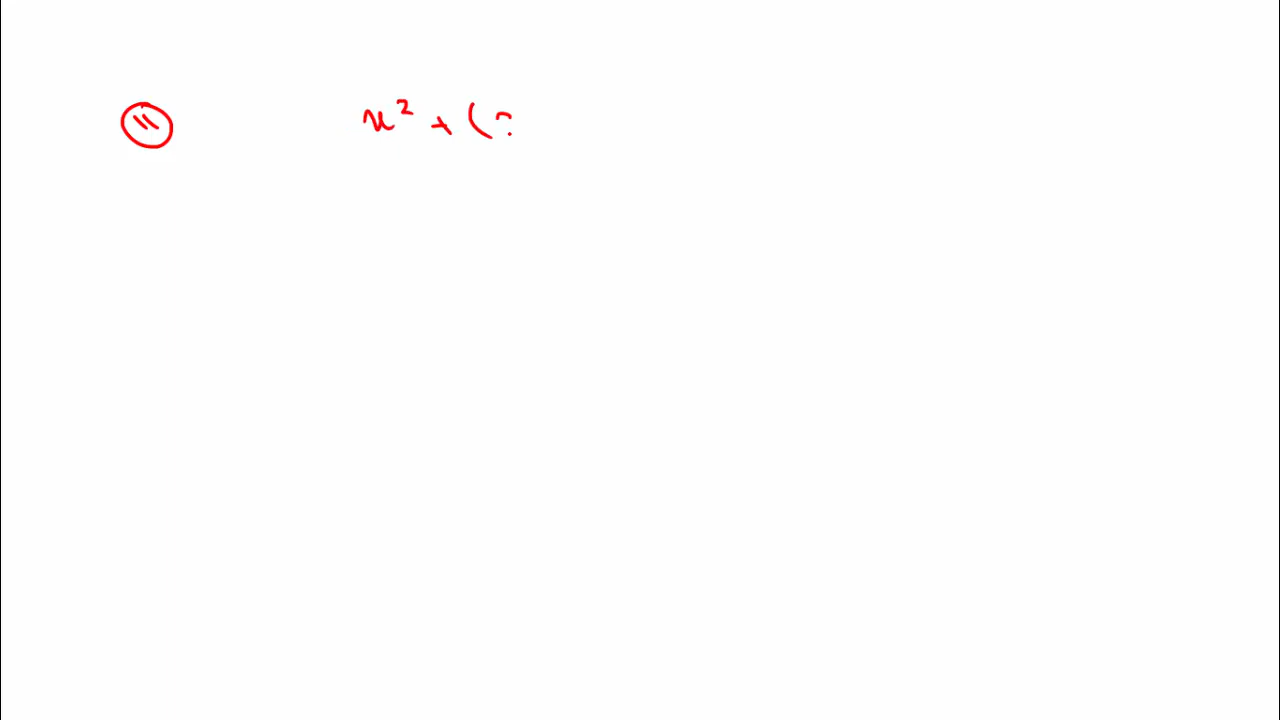 11 x² + (